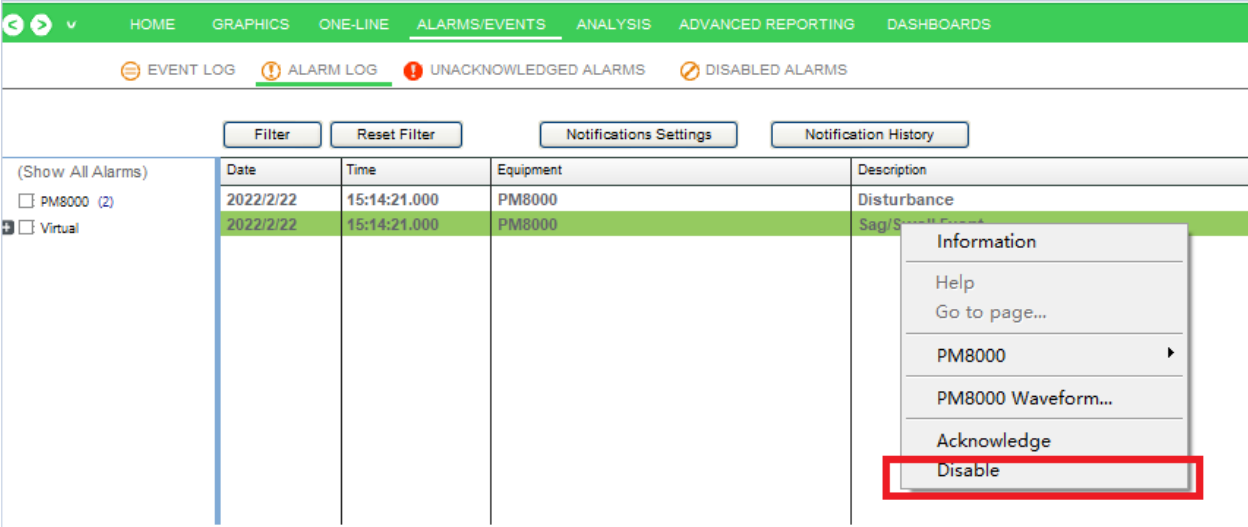 HOME GRAPHICS ONE-LINE ALARMS/EVENTS ANALYSIS ADVANCED REPORTING DASHBOARDS
EVENT LOG ALARM LOG UNACKNOWLEDGED ALARMS DISABLED ALARMS
Filter Reset Filter Notifications Settings Notification History
(Show All Alarms) Date Time Equipment Description
PM8000 (2) 2022/2/22 15:14:21.000 PM8000 Disturbance
Virtual 2022/2/22 15:14:21.000 PM8000 Sag/Swell Event
Information
Help
Go to page...
PM8000
PM8000 Waveform...
Acknowledge
Disable